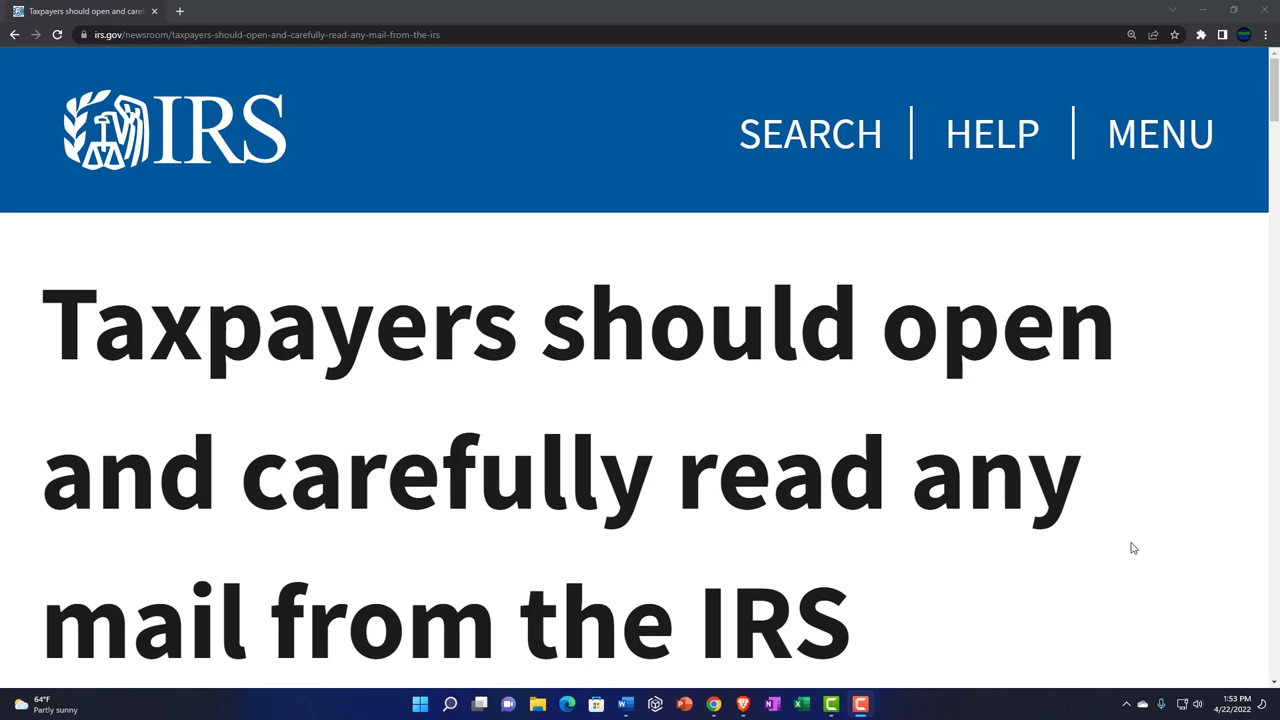 Taxpayers should open and caref
irs.gov/newsroom/taxpayers-should-open-and-carefully-read-any-mail-from-the-irs
IRS
SEARCH
HELP
MENU
Taxpayers should open
and carefully read any
mail from the IRS
64°F
Partly sunny
1:53 PM
4/22/2022